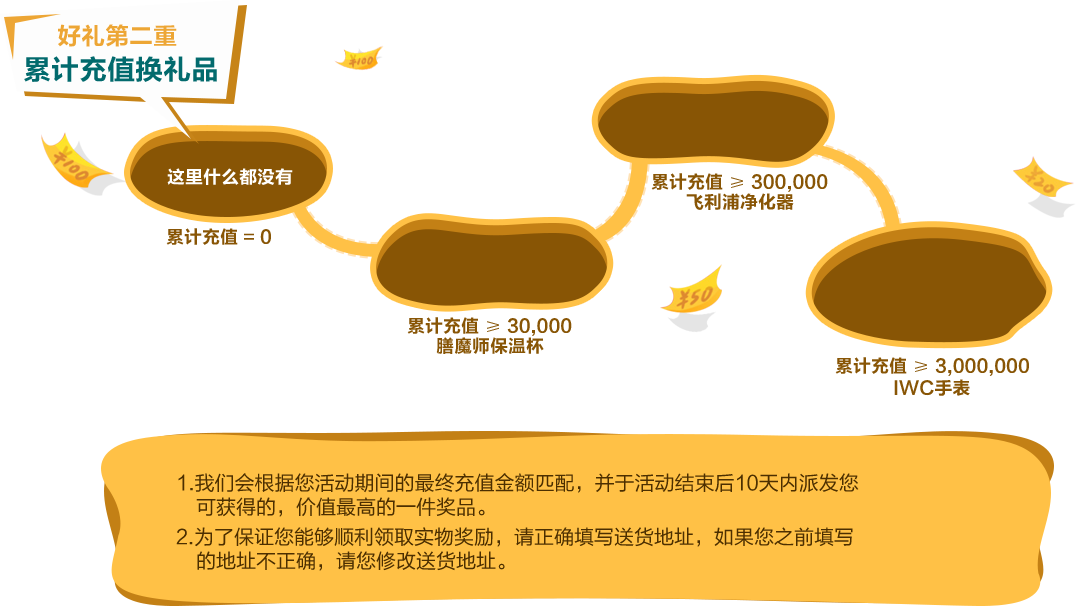 好礼第二重
累计充值换礼品
¥100
¥100
这里什么都没有
累计充值 = 0
累计充值 ≥ 300,000
飞利浦净化器
¥20
¥50
累计充值 ≥ 30,000
膳魔师保温杯
累计充值 ≥ 3,000,000
IWC手表
1.我们会根据您活动期间的最终充值金额匹配，并于活动结束后10天内派发您
可获得的，价值最高的一件奖品。
2.为了保证您能够顺利领取实物奖励，请正确填写送货地址，如果您之前填写
的地址不正确，请您修改送货地址。